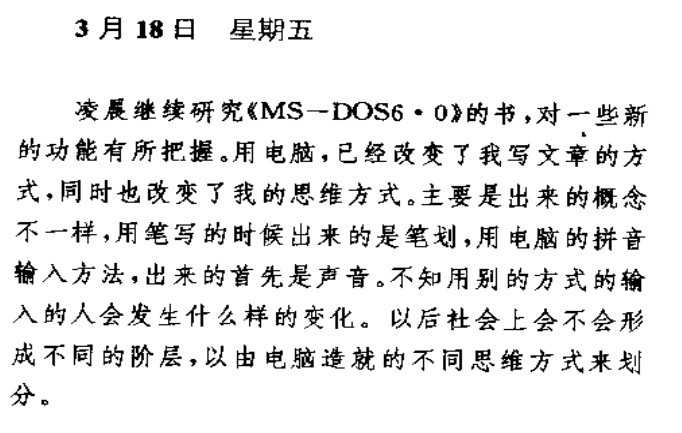 3月18日 星期五
凌晨继续研究《MS—DOS6·0》的书，对一些新
的功能有所把握。用电脑，已经改变了我写文章的方
式，同时也改变了我的思维方式。主要是出来的概念
不一样，用笔写的时候出来的是笔划，用电脑的拼音
输入方法，出来的首先是声音。不知用别的方式的输
入的人会发生什么样的变化。以后社会上会不会形
成不同的阶层，以由电脑造就的不同思维方式来划
分。